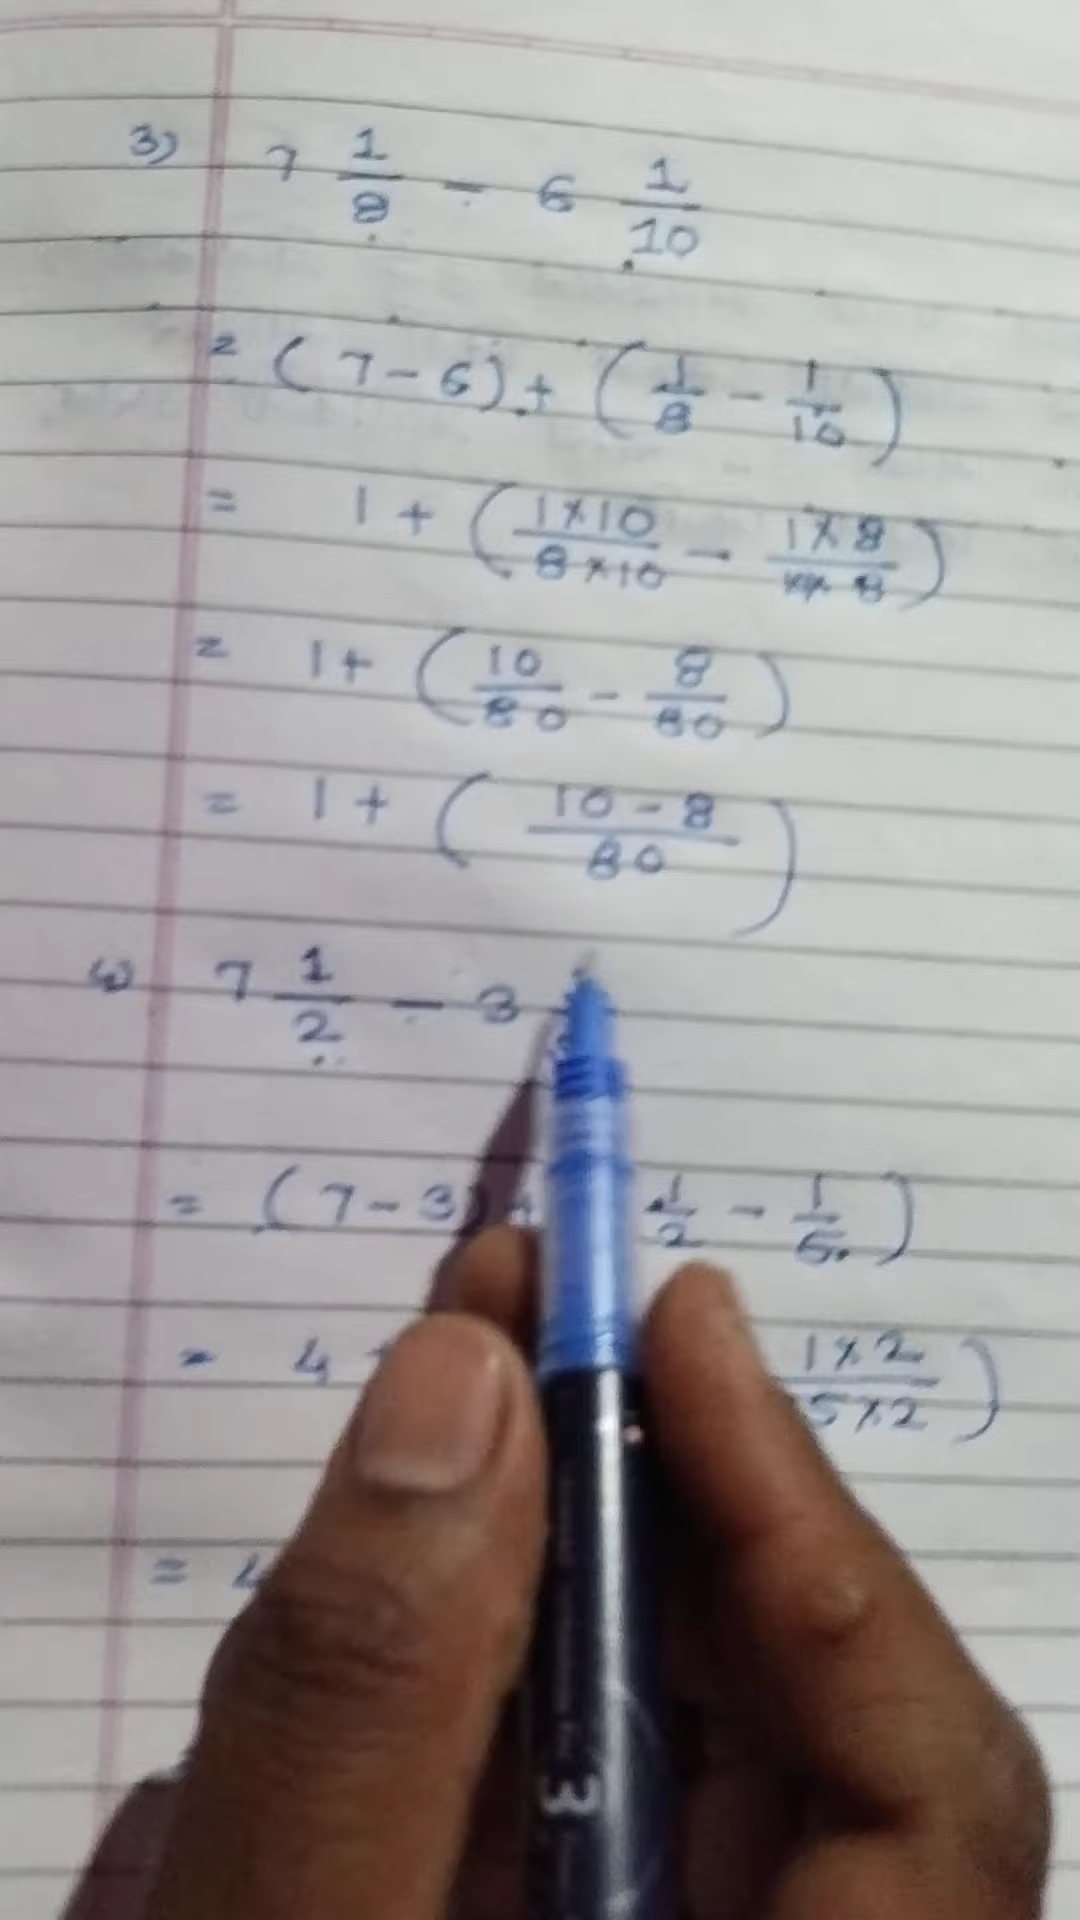 3) 7 1/8 - 6 1/10
= (7-6) + (1/8 - 1/10)
= 1 + (1×10/8×10 - 1×8/ × 8)
= 1 + (10/80 - 8/80)
= 1 + (10-8/80)
4) 7 1/2 - 3
= (7-3) + 1/2 - 1/5)
= 4 1×2/5×2)
= 4
3